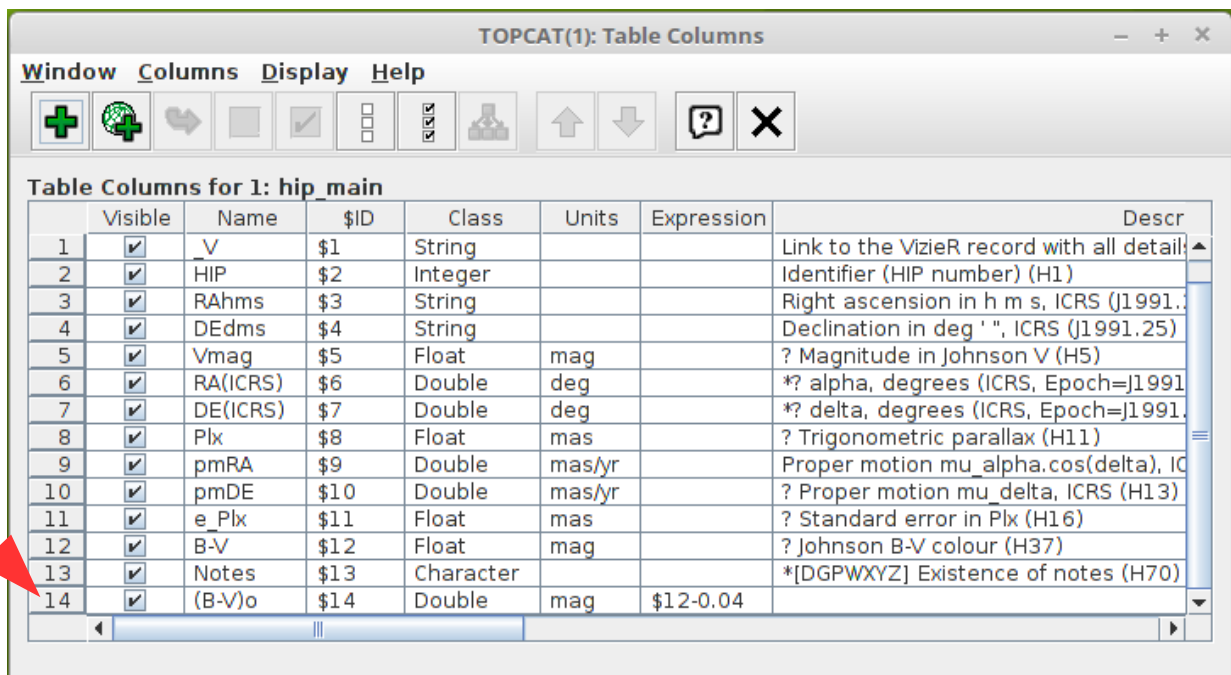 TOPCAT(1): Table Columns
Window Columns Display Help
Table Columns for 1: hip_main
Visible Name $ID Class Units Expression Descr
1 _V $1 String Link to the VizieR record with all details
2 HIP $2 Integer Identifier (HIP number) (H1)
3 RAhms $3 String Right ascension in h m s, ICRS (J1991.
4 DEdms $4 String Declination in deg ' ", ICRS (J1991.25)
5 Vmag $5 Float mag ? Magnitude in Johnson V (H5)
6 RA(ICRS) $6 Double deg *? alpha, degrees (ICRS, Epoch=J1991
7 DE(ICRS) $7 Double deg *? delta, degrees (ICRS, Epoch=J1991.
8 Plx $8 Float mas ? Trigonometric parallax (H11)
9 pmRA $9 Double mas/yr Proper motion mu_alpha.cos(delta), IC
10 pmDE $10 Double mas/yr ? Proper motion mu_delta, ICRS (H13)
11 e_Plx $11 Float mas ? Standard error in Plx (H16)
12 B-V $12 Float mag ? Johnson B-V colour (H37)
13 Notes $13 Character *[DGPWXYZ] Existence of notes (H70)
14 (B-V)o $14 Double mag $12-0.04